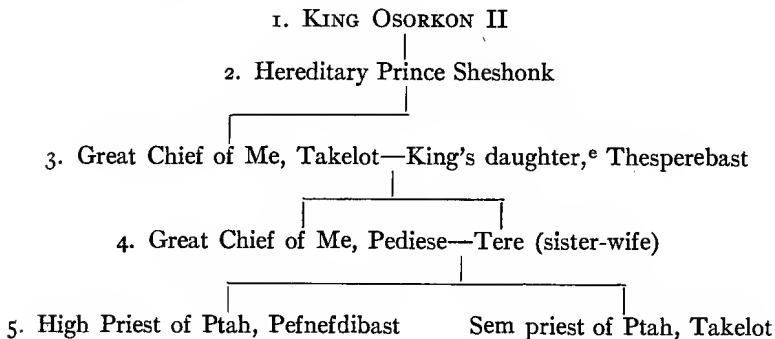 1. KING OSORKON II
2. Hereditary Prince Sheshonk
3. Great Chief of Me, Takelot—King's daughter,ᵉ Thesperebast
4. Great Chief of Me, Pediese—Tere (sister-wife)
5. High Priest of Ptah, Pefnefdibast Sem priest of Ptah, Takelot